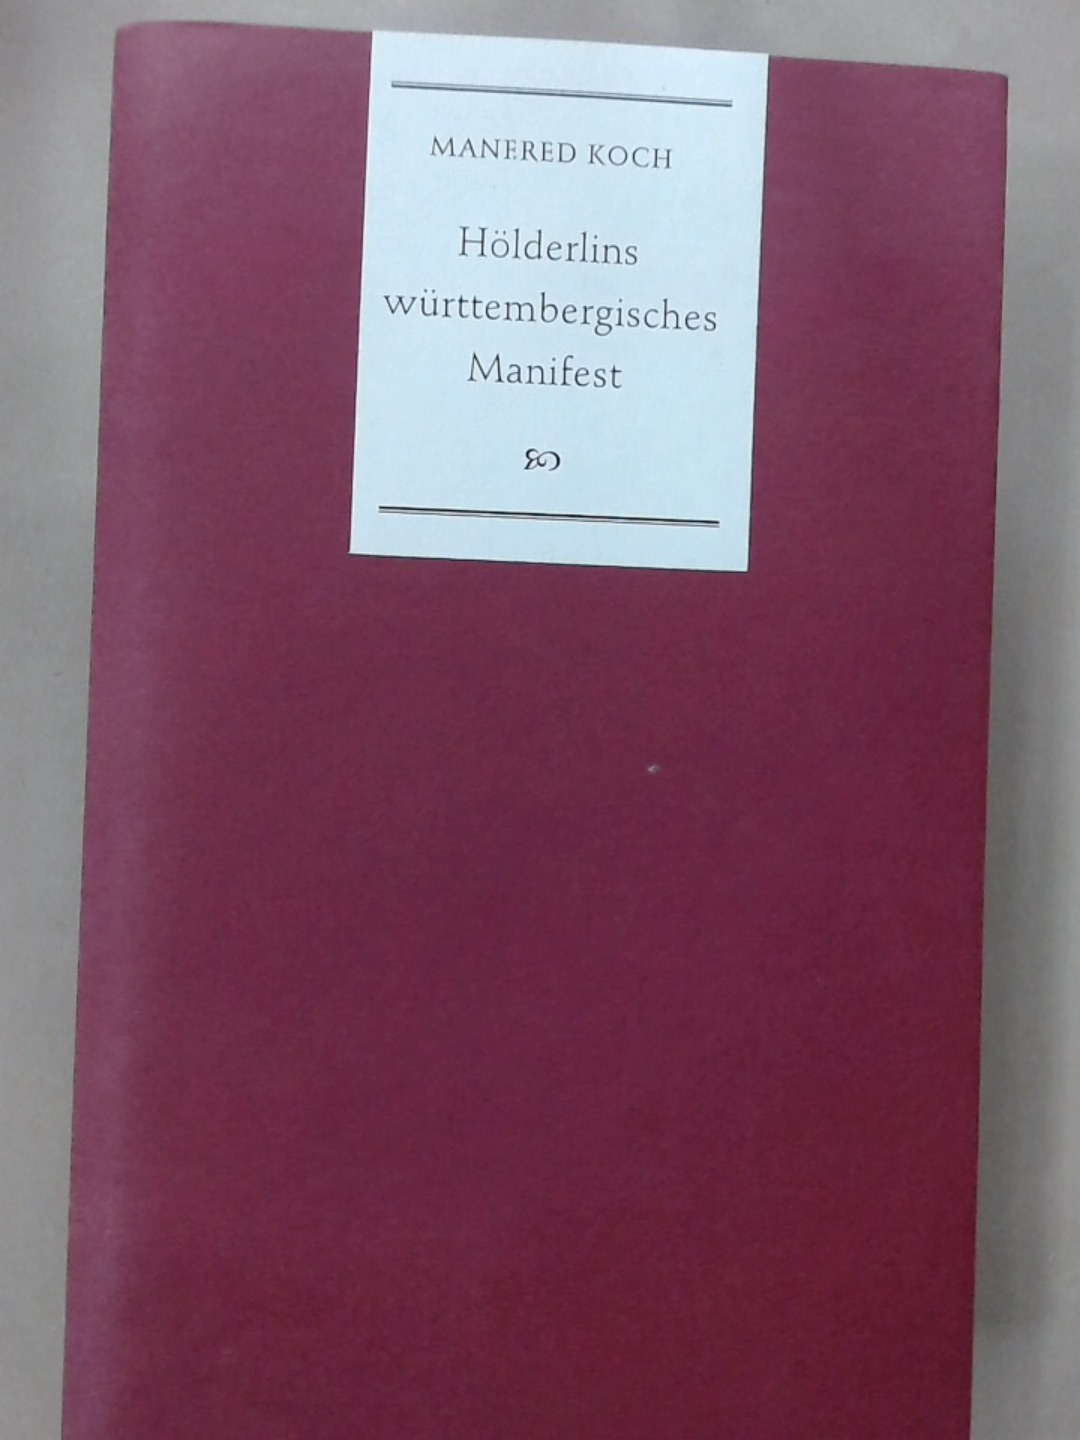 MANFRED KOCH
Hölderlins
württembergisches
Manifest